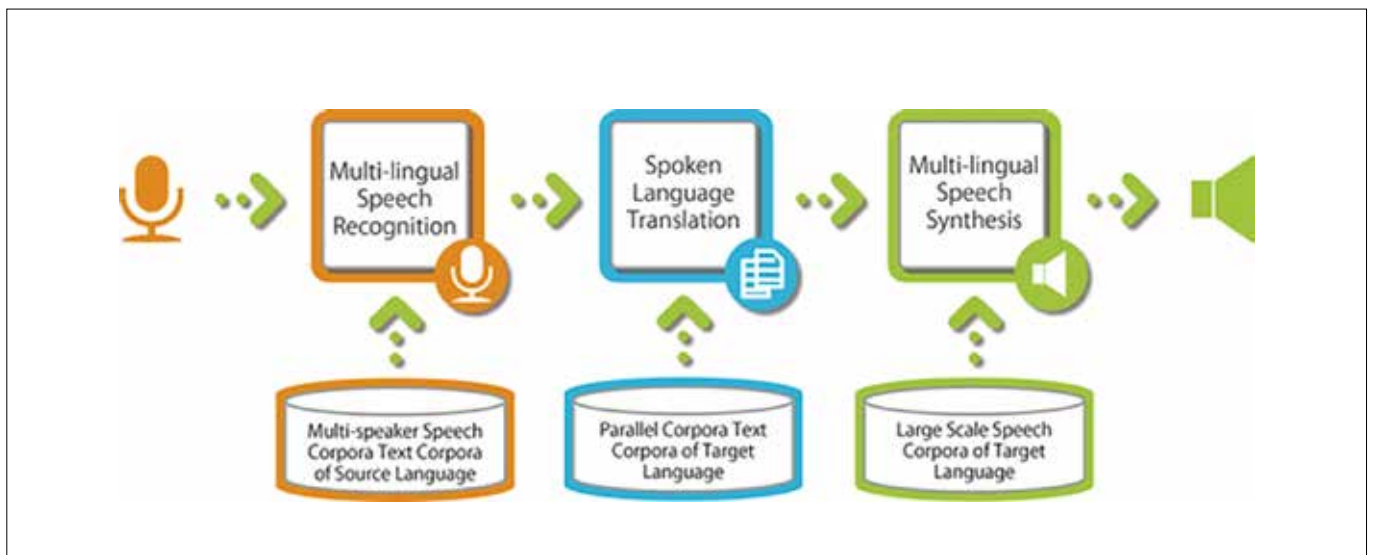 Multi-lingual
Speech
Recognition
Spoken
Language
Translation
Multi-lingual
Speech
Synthesis
Multi-speaker Speech
Corpora Text Corpora
of Source Language
Parallel Corpora Text
Corpora of Target
Language
Large Scale Speech
Corpora of Target
Language